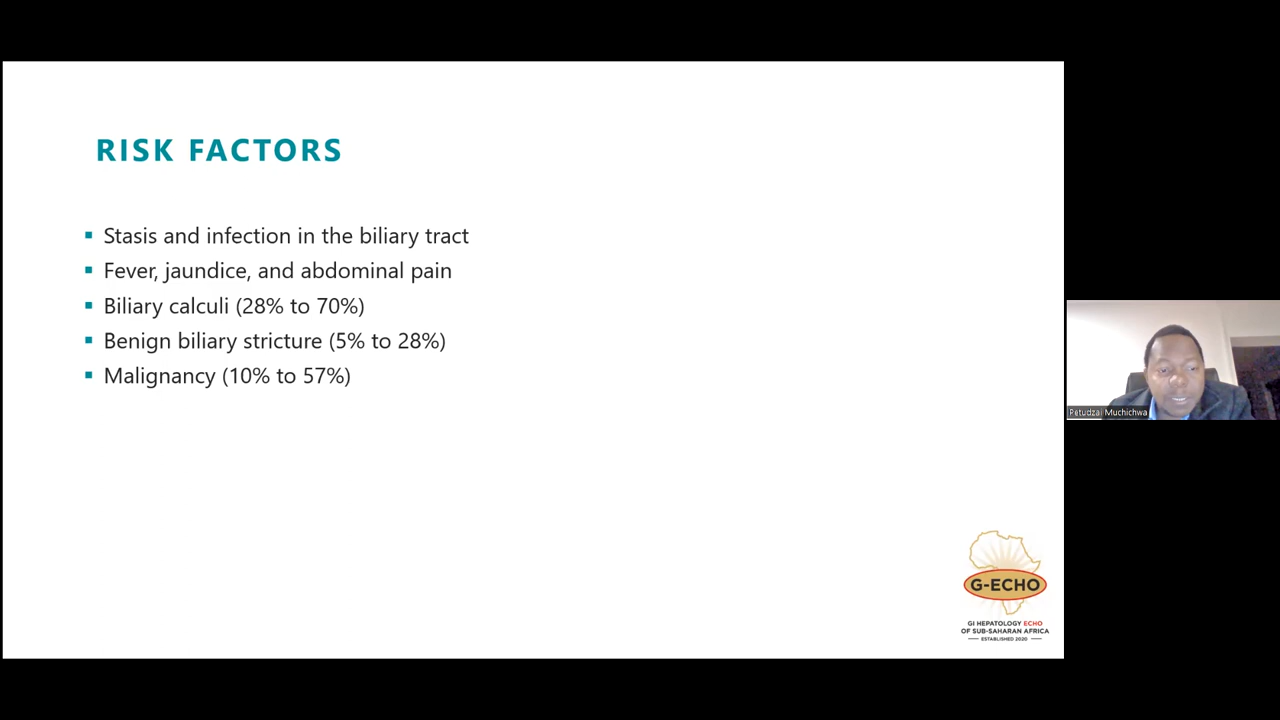 RISK FACTORS
▪ Stasis and infection in the biliary tract
▪ Fever, jaundice, and abdominal pain
▪ Biliary calculi (28% to 70%)
▪ Benign biliary stricture (5% to 28%)
▪ Malignancy (10% to 57%)
Petudzai Muchichwa
G-ECHO
GI HEPATOLOGY ECHO
OF SUB-SAHARAN AFRICA
ESTABLISHED 2020